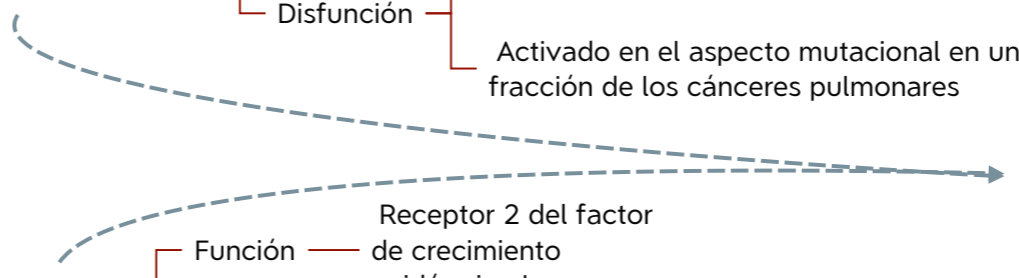 Disfunción
Activado en el aspecto mutacional en un
fracción de los cánceres pulmonares
Receptor 2 del factor
Función
de crecimiento